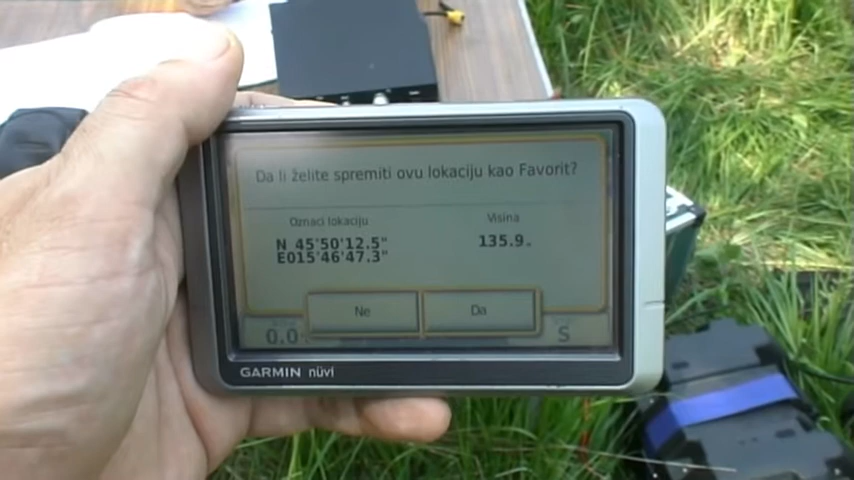 Da li želite spremiti ovu lokaciju kao Favorit?
Označi lokaciju
Visina
N 45°50'12.5"
E015°46'47.3"
135.9m
Ne
Da
0.0
S
GARMIN nüvi